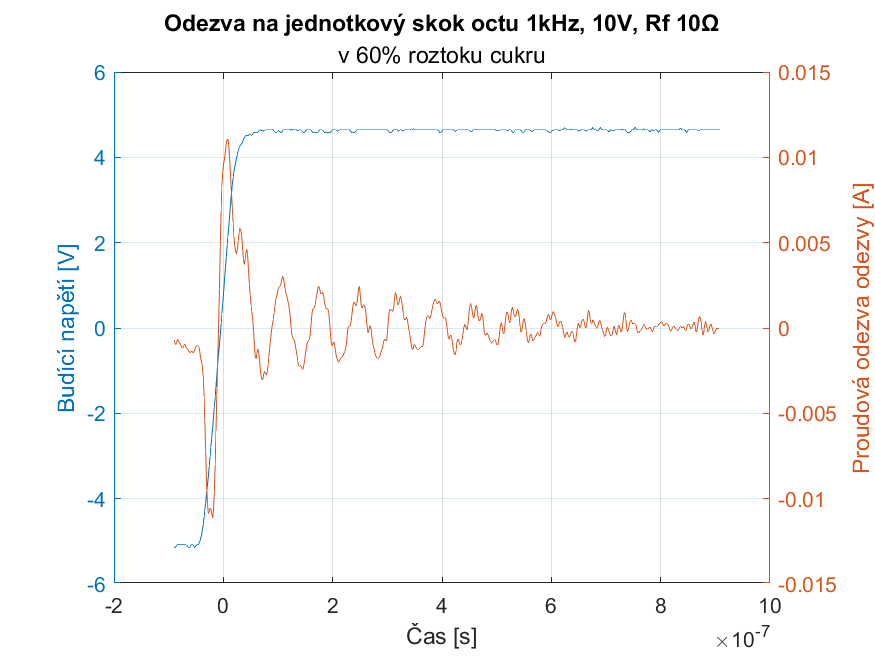 Odezva na jednotkový skok octu 1kHz, 10V, Rf 10Ω
v 60% roztoku cukru
6
4
2
0
-2
-4
-6
Budící napětí [V]
0.015
0.01
0.005
0
-0.005
-0.01
-0.015
Proudová odezva odezvy [A]
-2 0 2 4 6 8 10
Čas [s]
×10-7